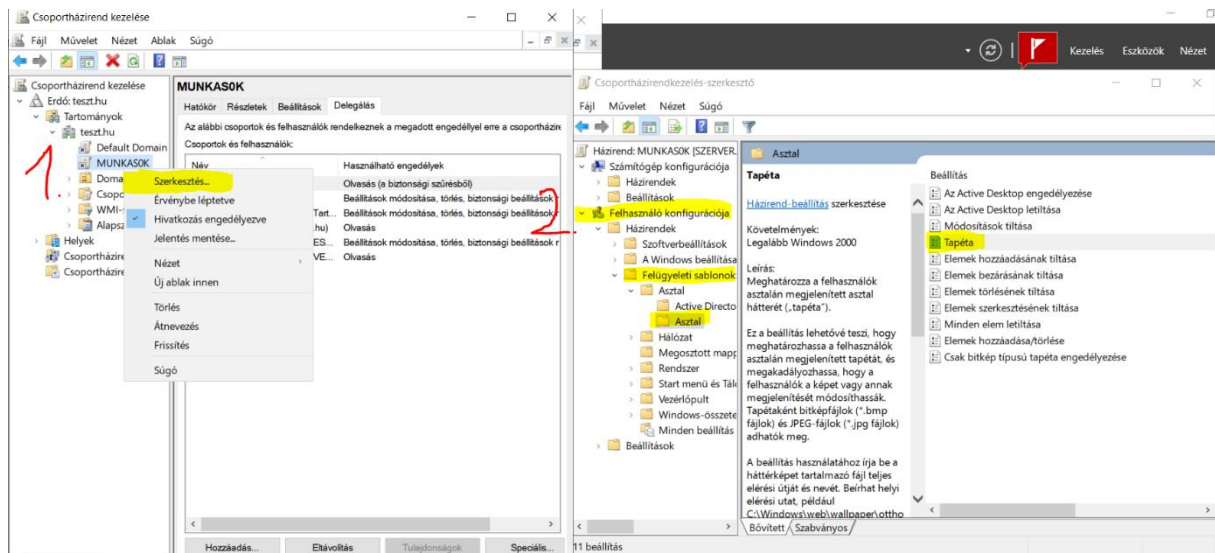 Csoportházirend kezelése
Fájl Művelet Nézet Ablak Súgó
Csoportházirend kezelése
Erdő: teszt.hu
Tartományok
teszt.hu
Default Domain
MUNKAS0K
Doma
Csopo
WMI-s
Alapsz
Helyek
Csoportházire
Csoportházire
1.
MUNKAS0K
Hatókör Részletek Beállítások Delegálás
Az alábbi csoportok és felhasználók rendelkeznek a megadott engedéllyel erre a csoportházire
Csoportok és felhasználók:
Név Használható engedélyek
Olvasás (a biztonsági szűrésből)
Beállítások módosítása, törlés, biztonsági beállítások
Tart... Beállítások módosítása, törlés, biztonsági beállítások
.hu) Olvasás
ES... Beállítások módosítása, törlés, biztonsági beállítások r
VE... Olvasás
Szerkesztés...
Érvénybe léptetve
Hivatkozás engedélyezve
Jelentés mentése...
Nézet
Új ablak innen
Törlés
Átnevezés
Frissítés
Súgó
Hozzáadás... Eltávolítás Tulajdonságok Speciális...
2.
Kezelés Eszközök Nézet
Csoportházirendkezelés-szerkesztő
Fájl Művelet Nézet Súgó
Házirend: MUNKAS0K [SZERVER.
Számítógép konfigurációja
Házirendek
Beállítások
Felhasználó konfigurációja
Házirendek
Szoftverbeállítások
A Windows beállítása
Felügyeleti sablonok
Asztal
Active Directo
Asztal
Hálózat
Megosztott mapp
Rendszer
Start menü és Tálc
Vezérlőpult
Windows-összete
Minden beállítás
Beállítások
Asztal
Tapéta
Házirend-beállítás szerkesztése
Követelmények:
Legalább Windows 2000
Leírás:
Meghatározza a felhasználók
asztalán megjelenített asztal
hátterét („tapéta”).
Ez a beállítás lehetővé teszi, hogy
meghatározhassa a felhasználók
asztalán megjelenített tapétát, és
megakadályozhassa, hogy a
felhasználók a képet vagy annak
megjelenítését módosíthassák.
Tapétaként bitképfájlok (*.bmp
fájlok) és JPEG-fájlok (*.jpg fájlok)
adhatók meg.
A beállítás használatához írja be a
háttérképet tartalmazó fájl teljes
elérési útját és nevét. Beírhat helyi
elérési utat, például
C:\Windows\web\wallpaper\ottho
Beállítás
Az Active Desktop engedélyezése
Az Active Desktop letiltása
Módosítások tiltása
Tapéta
Elemek hozzáadásának tiltása
Elemek bezárásának tiltása
Elemek törlésének tiltása
Elemek szerkesztésének tiltása
Minden elem letiltása
Elemek hozzáadása/törlése
Csak bitkép típusú tapéta engedélyezése
Bővített Szabványos
11 beállítás